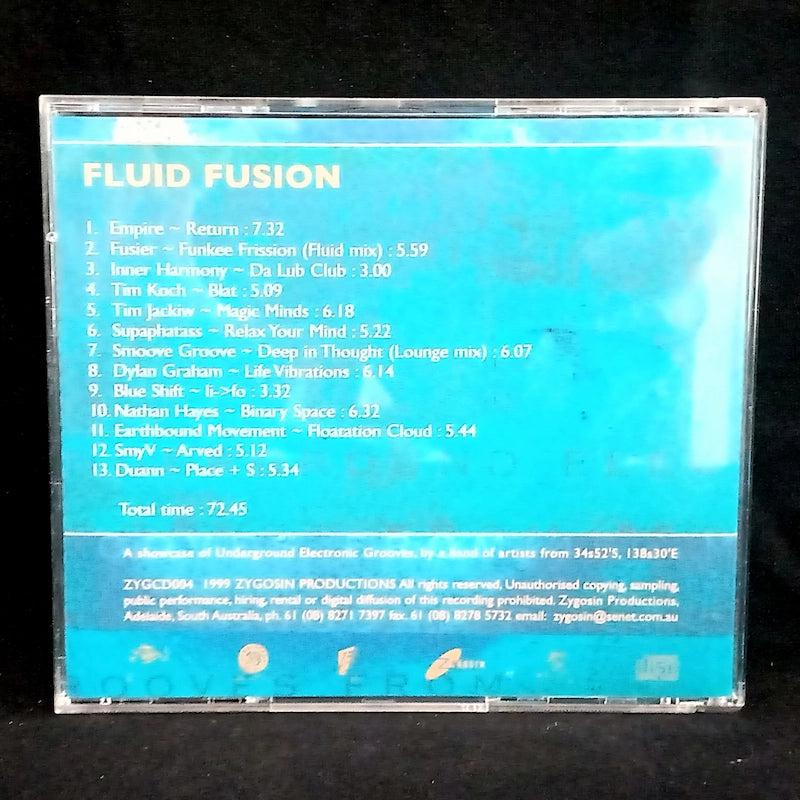 FLUID FUSION
1. Empire ~ Return : 7.32
2. Fusier ~ Funkee Frission (Fluid mix) : 5.59
3. Inner Harmony ~ Da Lub Club : 3.00
4. Tim Koch ~ Blat : 5.09
5. Tim Jackiw ~ Magic Minds : 6.18
6. Supaphatass ~ Relax Your Mind : 5.22
7. Smoove Groove ~ Deep in Thought (Lounge mix) : 6.07
8. Dylan Graham ~ Life Vibrations : 6.14
9. Blue Shift ~ li->fo : 3.32
10. Nathan Hayes ~ Binary Space : 6.32
11. Earthbound Movement ~ Floatation Cloud : 5.44
12. SmyV ~ Arved : 5.12
13. Duann ~ Place + S : 5.34
Total time : 72.45
A showcase of Underground Electronic Grooves, by a band of artists from 34s52'S, 138s30'E
ZYGCD004 1999 ZYGOSIN PRODUCTIONS All rights reserved. Unauthorised copying, sampling,
public performance, hiring, rental or digital diffusion of this recording prohibited. Zygosin Productions,
Adelaide, South Australia, ph. 61 (08) 8271 7397 fax. 61 (08) 8278 5732 email: zygosin@senet.com.au
OOVES FROM